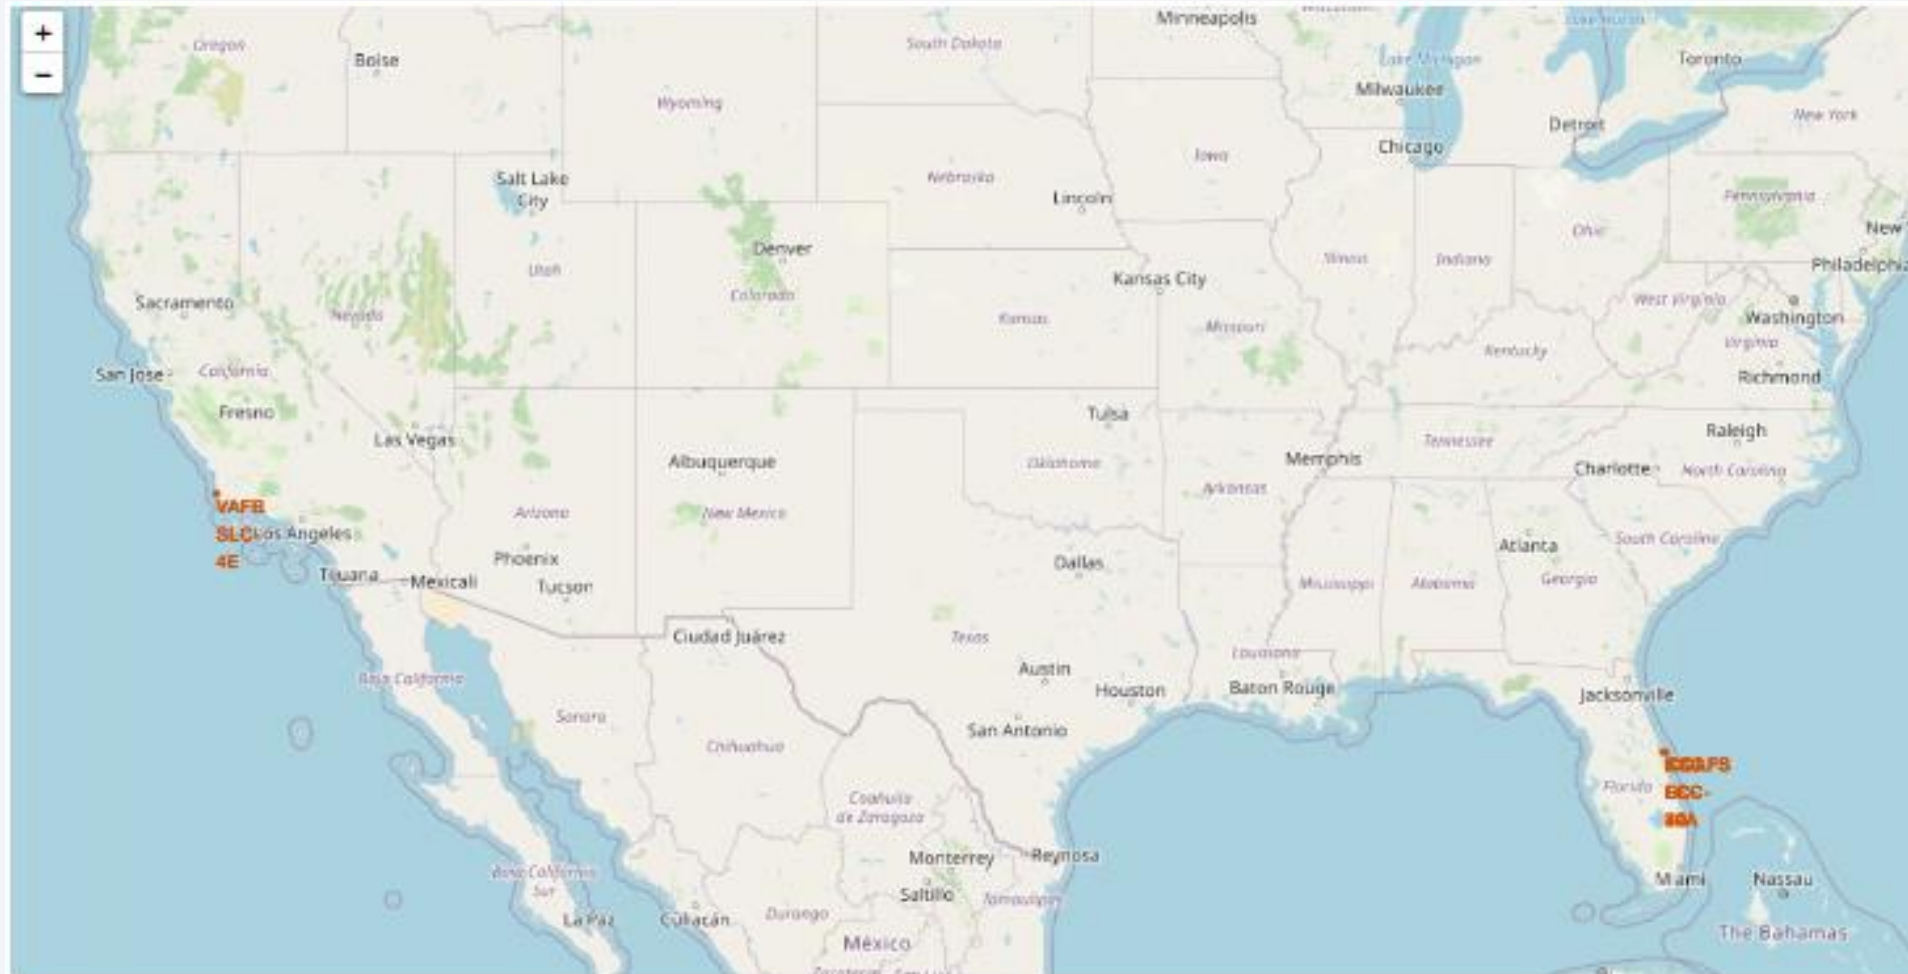 +
Minneapolis
Oregon
South Dakota
Lake Michigan
Boise
Toronto
Milwaukee
Wyoming
New York
Detroit
Chicago
Iowa
Salt Lake
City
Nebraska
Lincoln
Pennsylvania
New
Denver
Ohio
Utah
Illinois
Indiana
Philadelphia
Kansas City
Sacramento
Nevada
Colorado
West Virginia
Washington
Kansas
Missouri
Virginia
San Jose
California
Kentucky
Richmond
Fresno
Tulsa
Las Vegas
Raleigh
Tennessee
Albuquerque
Oklahoma
Memphis
Charlotte
North Carolina
Arkansas
VAFB
SLC
4E
Los Angeles
Arizona
New Mexico
South Carolina
Atlanta
Phoenix
Dallas
Tijuana
Mexicali
Tucson
Mississippi
Alabama
Georgia
Ciudad Juárez
Texas
Louisiana
Austin
Baja California
Houston
Baton Rouge
Jacksonville
Sonora
San Antonio
Chihuahua
Florida
Coahuila
de Zaragoza
Monterrey
Reynosa
Baja California
Sur
Miami
Nassau
Saltillo
Tamaulipas
La Paz
Culiacán
Durango
The Bahamas
México